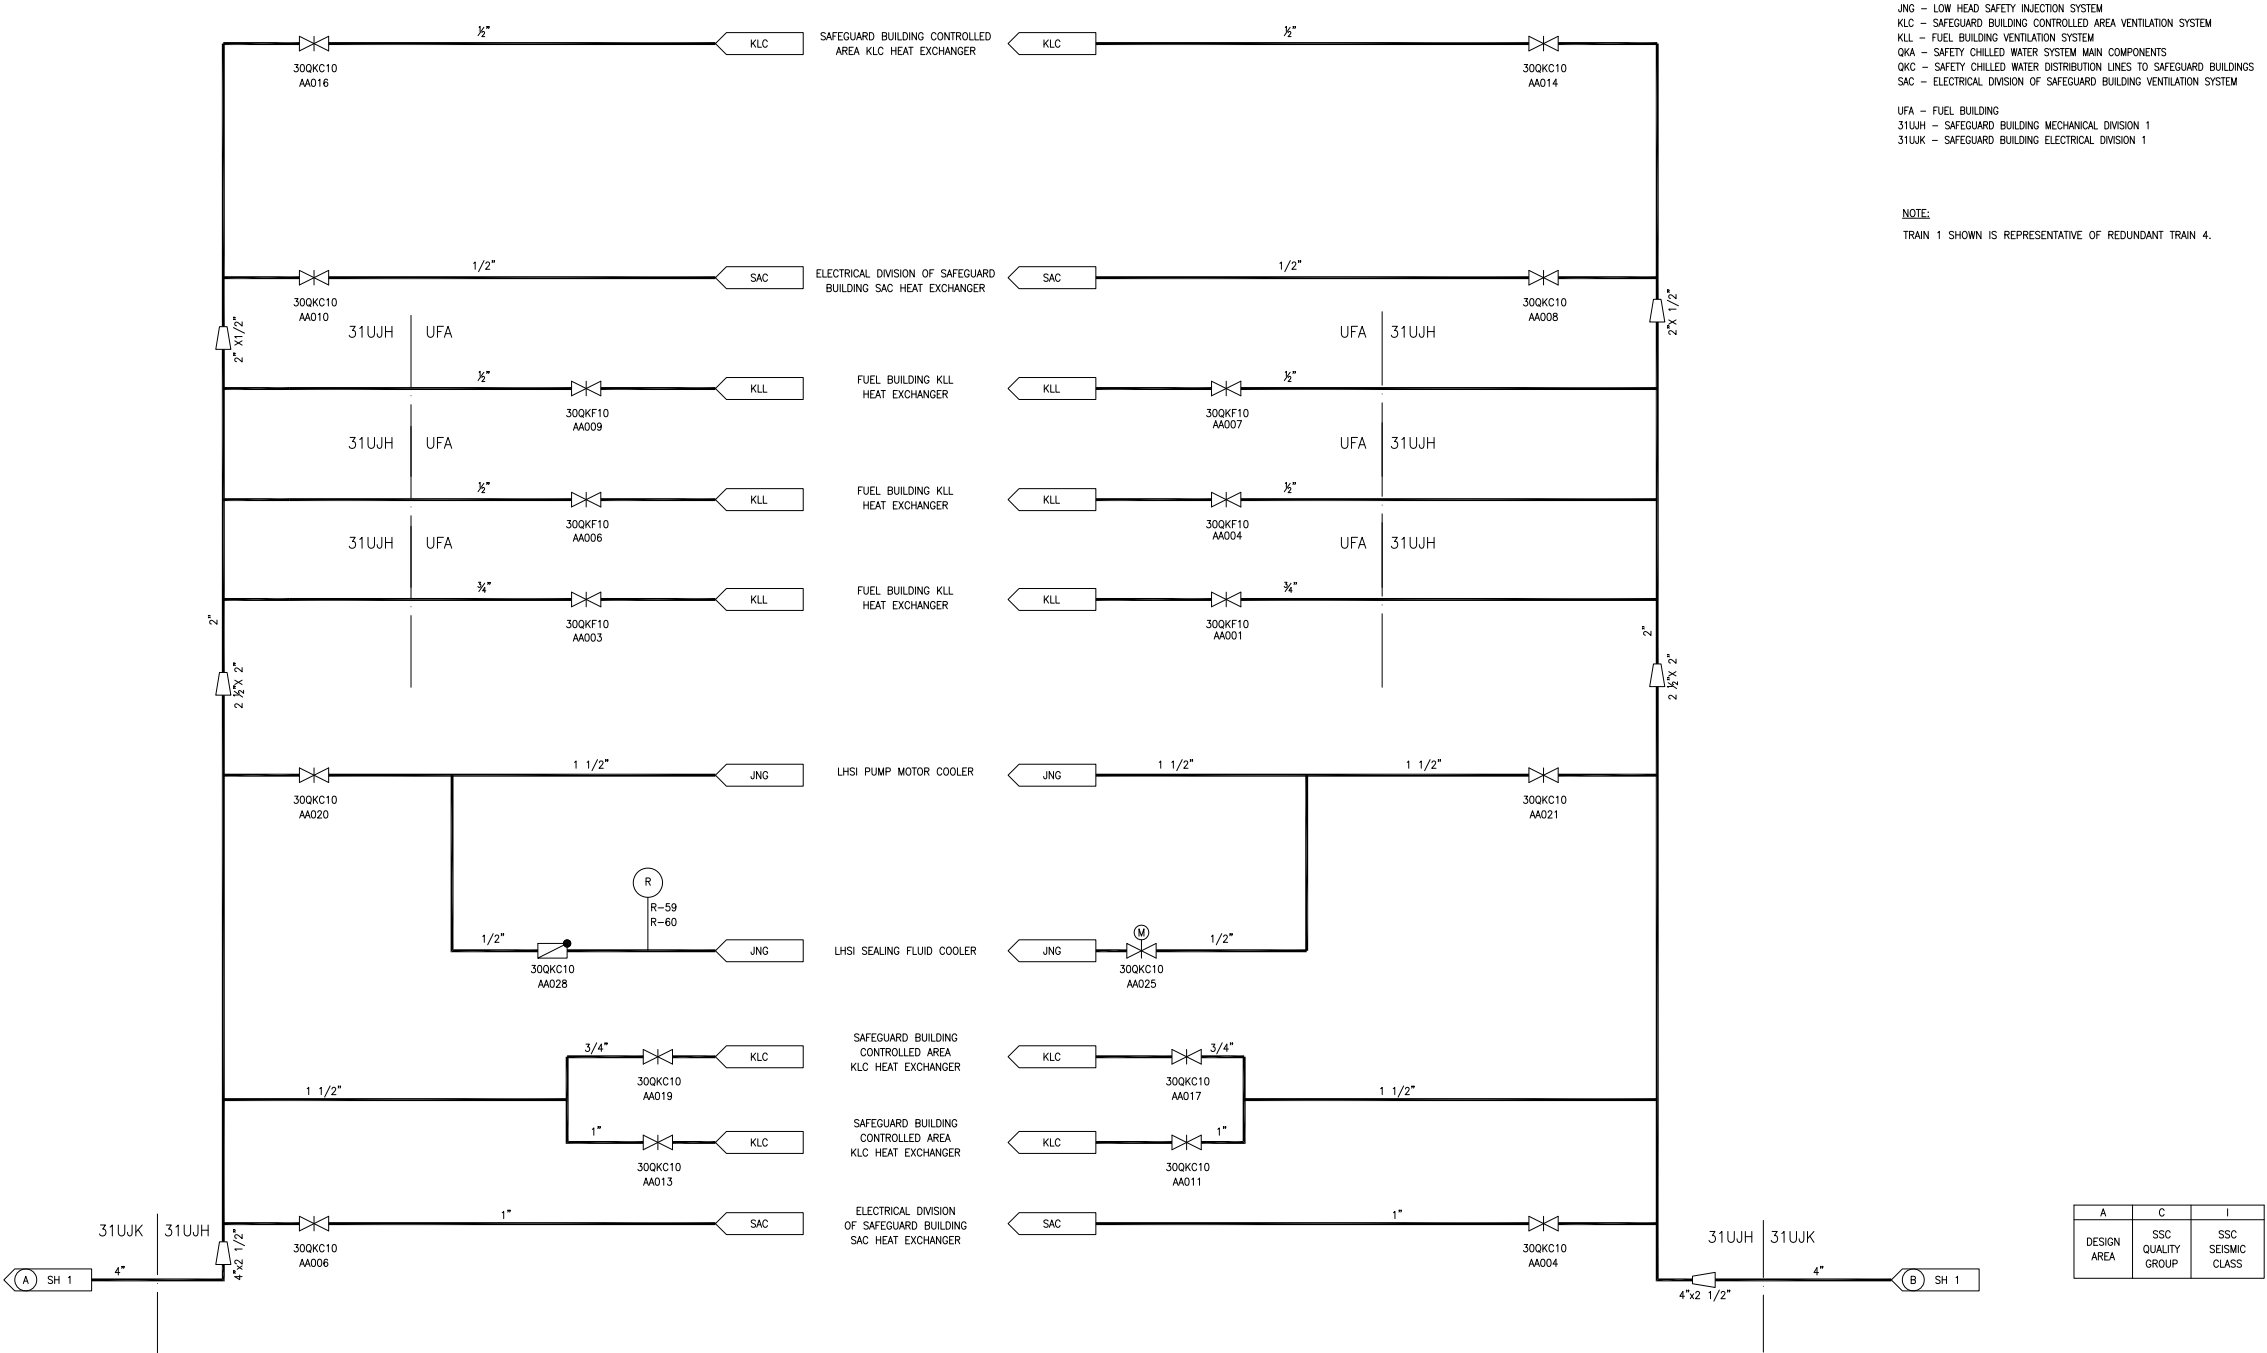 JNG – LOW HEAD SAFETY INJECTION SYSTEM
KLC – SAFEGUARD BUILDING CONTROLLED AREA VENTILATION SYSTEM
KLL – FUEL BUILDING VENTILATION SYSTEM
QKA – SAFETY CHILLED WATER SYSTEM MAIN COMPONENTS
QKC – SAFETY CHILLED WATER DISTRIBUTION LINES TO SAFEGUARD BUILDINGS
SAC – ELECTRICAL DIVISION OF SAFEGUARD BUILDING VENTILATION SYSTEM
UFA – FUEL BUILDING
31UJH – SAFEGUARD BUILDING MECHANICAL DIVISION 1
31UJK – SAFEGUARD BUILDING ELECTRICAL DIVISION 1
NOTE:
TRAIN 1 SHOWN IS REPRESENTATIVE OF REDUNDANT TRAIN 4.
½"
KLC
SAFEGUARD BUILDING CONTROLLED
AREA KLC HEAT EXCHANGER
KLC
½"
30QKC10
AA016
30QKC10
AA014
1/2"
SAC
ELECTRICAL DIVISION OF SAFEGUARD
BUILDING SAC HEAT EXCHANGER
SAC
1/2"
30QKC10
AA010
30QKC10
AA008
2" X1/2"
31UJH
UFA
UFA
31UJH
2"X 1/2"
½"
KLL
FUEL BUILDING KLL
HEAT EXCHANGER
KLL
½"
30QKF10
AA009
30QKF10
AA007
31UJH
UFA
UFA
31UJH
½"
KLL
FUEL BUILDING KLL
HEAT EXCHANGER
KLL
½"
30QKF10
AA006
30QKF10
AA004
31UJH
UFA
UFA
31UJH
¾"
KLL
FUEL BUILDING KLL
HEAT EXCHANGER
KLL
¾"
30QKF10
AA003
30QKF10
AA001
2"
2"
2 ½"X 2"
2 ½"X 2"
1 1/2"
JNG
LHSI PUMP MOTOR COOLER
JNG
1 1/2"
1 1/2"
30QKC10
AA020
30QKC10
AA021
R
R–59
R–60
1/2"
JNG
LHSI SEALING FLUID COOLER
JNG
M
1/2"
30QKC10
AA028
30QKC10
AA025
3/4"
KLC
SAFEGUARD BUILDING
CONTROLLED AREA
KLC HEAT EXCHANGER
KLC
3/4"
30QKC10
AA019
30QKC10
AA017
1 1/2"
1 1/2"
1"
KLC
SAFEGUARD BUILDING
CONTROLLED AREA
KLC HEAT EXCHANGER
KLC
1"
30QKC10
AA013
30QKC10
AA011
1"
SAC
ELECTRICAL DIVISION
OF SAFEGUARD BUILDING
SAC HEAT EXCHANGER
SAC
1"
30QKC10
AA006
30QKC10
AA004
31UJK
31UJH
4"x2 1/2"
31UJH
31UJK
A
SH 1
4"
4"x2 1/2"
4"
B
SH 1
A
C
I
DESIGN
AREA
SSC
QUALITY
GROUP
SSC
SEISMIC
CLASS